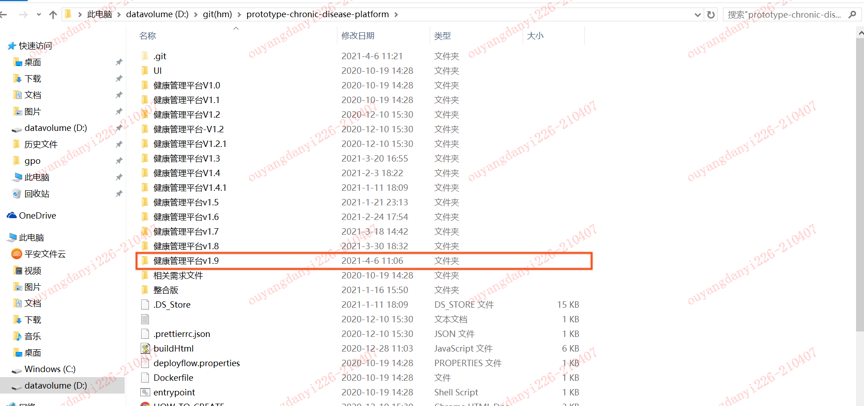 此电脑 > datavolume (D:) > git(hm) > prototype-chronic-disease-platform >
搜索"prototype-chronic-dis...
名称 修改日期 类型 大小
快速访问
桌面
下载
文档
图片
datavolume (D:)
历史文件
gpo
此电脑
回收站
OneDrive
此电脑
平安文件云
视频
图片
文档
下载
音乐
桌面
Windows (C:)
datavolume (D:)
网络
.git 2021-4-6 11:21 文件夹
UI 2020-10-19 14:28 文件夹
健康管理平台V1.0 2020-10-19 14:28 文件夹
健康管理平台V1.1 2020-10-19 14:28 文件夹
健康管理平台V1.2 2020-12-10 15:30 文件夹
健康管理平台-V1.2 2020-12-10 15:30 文件夹
健康管理平台V1.2.1 2020-12-10 15:30 文件夹
健康管理平台V1.3 2021-3-20 16:55 文件夹
健康管理平台V1.4 2021-2-3 18:22 文件夹
健康管理平台V1.4.1 2021-1-11 18:09 文件夹
健康管理平台v1.5 2021-1-21 23:13 文件夹
健康管理平台v1.6 2021-2-24 17:54 文件夹
健康管理平台v1.7 2021-3-18 14:42 文件夹
健康管理平台v1.8 2021-3-30 18:32 文件夹
健康管理平台v1.9 2021-4-6 11:06 文件夹
相关需求文件 2020-10-19 14:28 文件夹
整合版 2021-1-16 15:50 文件夹
.DS_Store 2021-1-11 18:09 DS_STORE 文件 15 KB
2020-12-10 15:30 文本文档 1 KB
.prettierrc.json 2020-12-10 15:30 JSON 文件 1 KB
buildHtml 2020-12-28 11:03 JavaScript 文件 6 KB
deployflow.properties 2020-10-19 14:28 PROPERTIES 文件 1 KB
Dockerfile 2020-10-19 14:28 文件 1 KB
entrypoint 2020-10-19 14:28 Shell Script 1 KB
HOW-TO-CREATE
ouyangdanyi226-210407